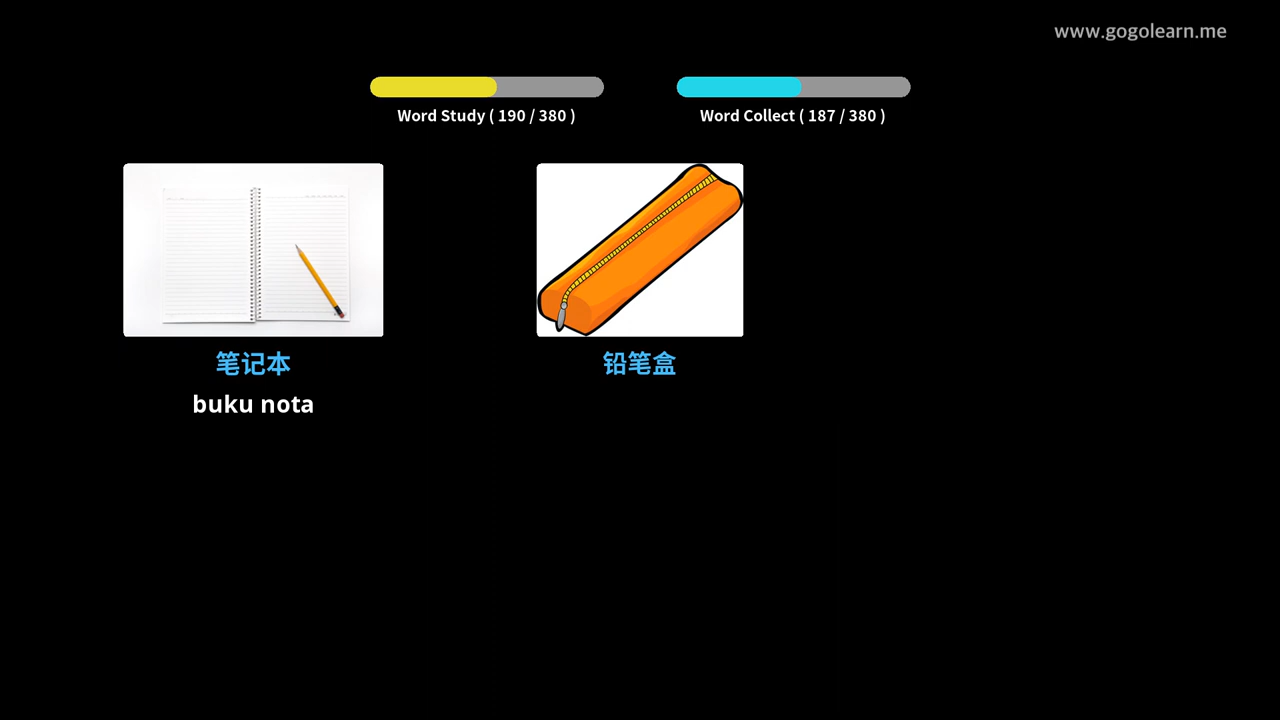 www.gogolearn.me
Word Study ( 190 / 380 )
Word Collect ( 187 / 380 )
笔记本
铅笔盒
buku nota